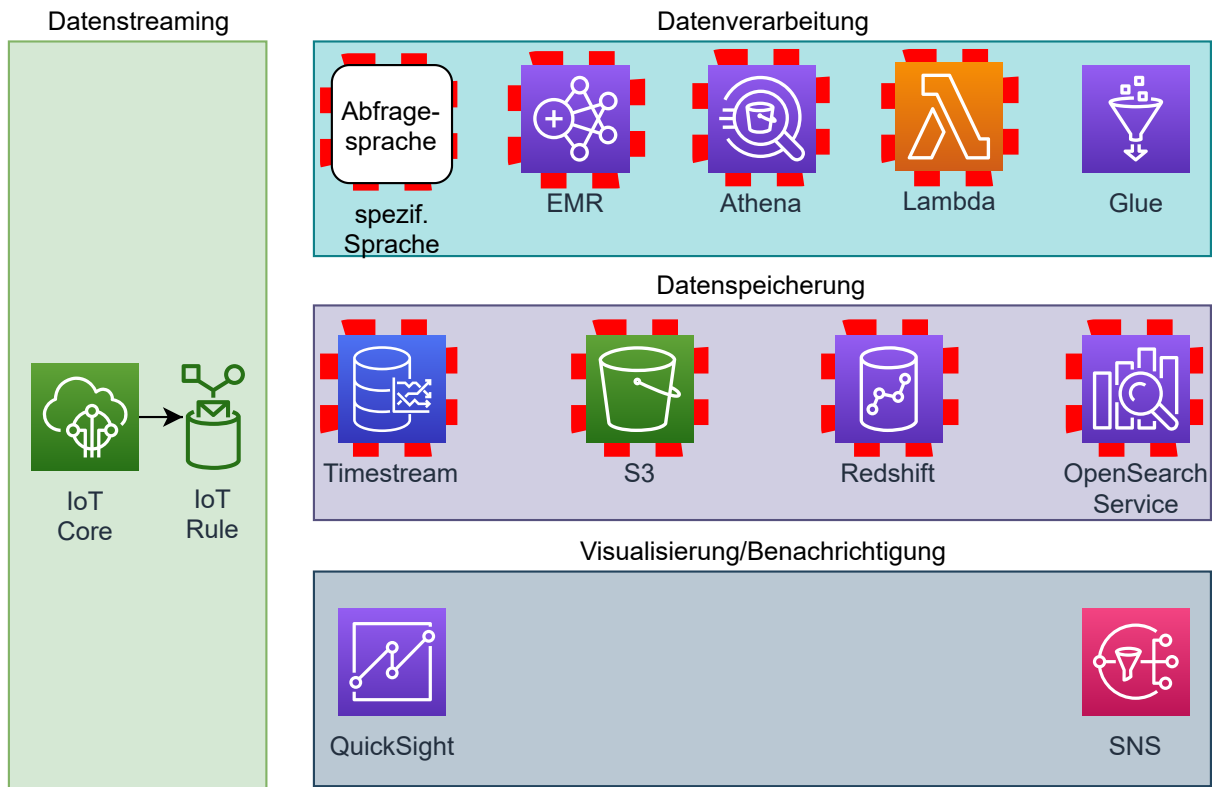 Datenstreaming
IoT
Core
IoT
Rule
Datenverarbeitung
Abfrage-
sprache
spezif.
Sprache
EMR
Athena
Lambda
Glue
Datenspeicherung
Timestream
S3
Redshift
OpenSearch
Service
Visualisierung/Benachrichtigung
QuickSight
SNS